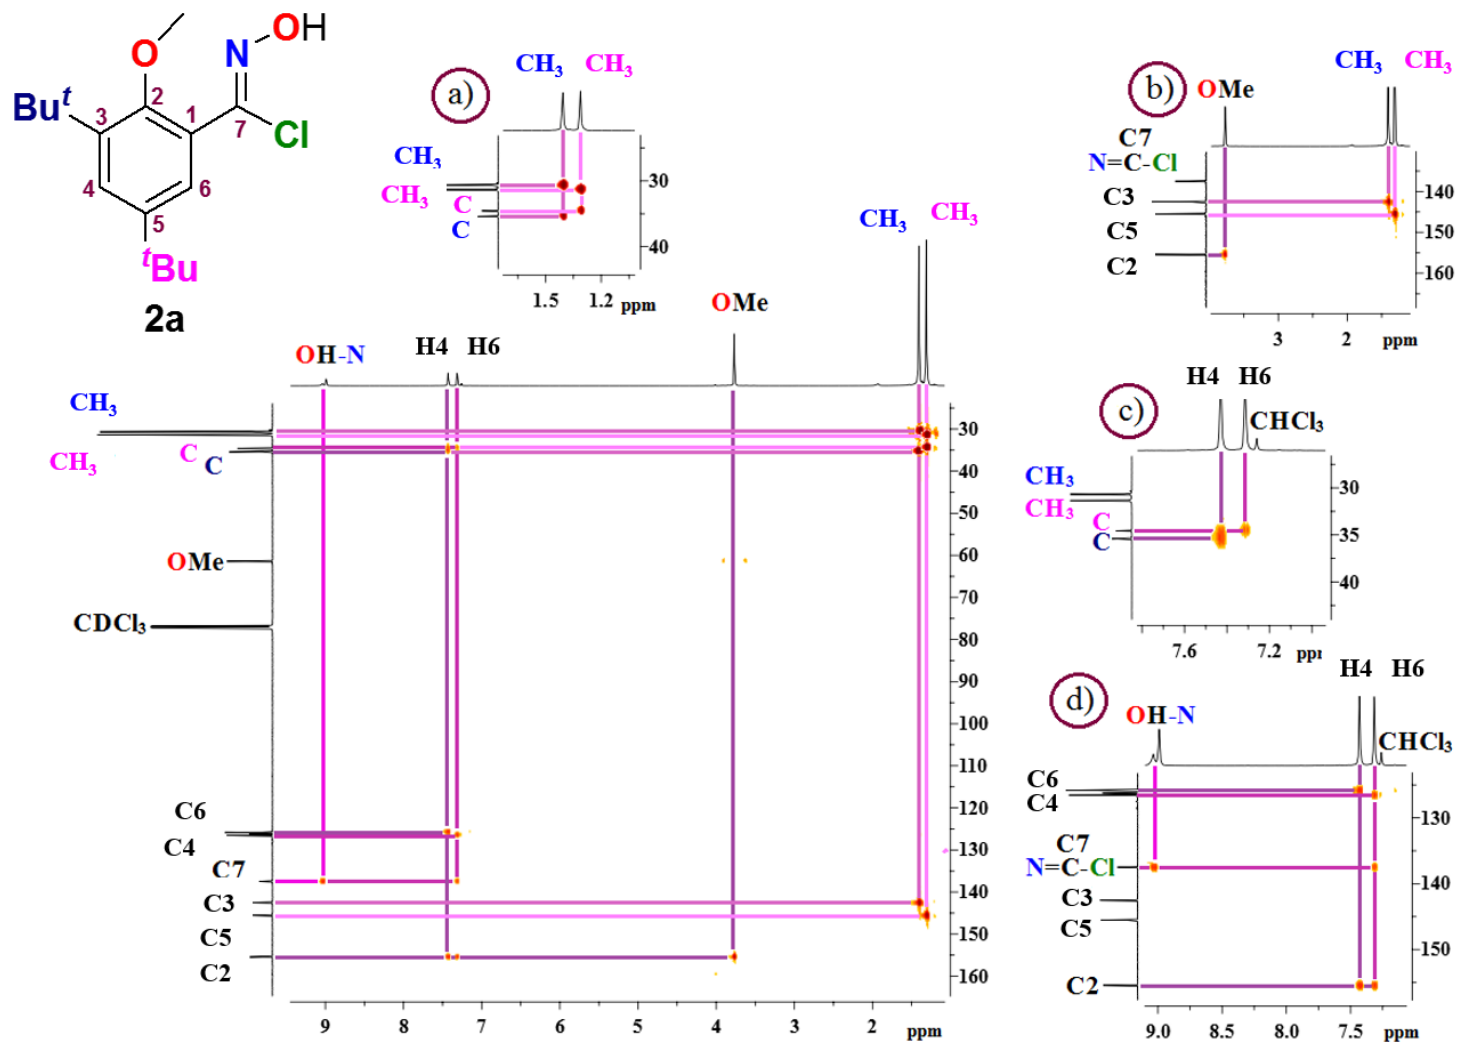 OH
N
O
Bu^t
2
1
3
7
Cl
4
6
5
^tBu
2a
a)
CH₃ CH₃
CH₃
CH₃
C
C
30
40
1.5 1.2 ppm
b)
CH₃ CH₃
OMe
C7
N=C-Cl
C3
C5
C2
140
150
160
3 2 ppm
CH₃ CH₃
OMe
OH-N H4 H6
CH₃
CH₃
C
C
OMe
CDCl₃
C6
C4
C7
C3
C5
C2
30
40
50
60
70
80
90
100
110
120
130
140
150
160
9 8 7 6 5 4 3 2 ppm
c)
H4 H6
CHCl₃
CH₃
CH₃
C
C
30
35
40
7.6 7.2 ppm
d)
H4 H6
OH-N
CHCl₃
C6
C4
C7
N=C-Cl
C3
C5
C2
130
140
150
9.0 8.5 8.0 7.5 ppm